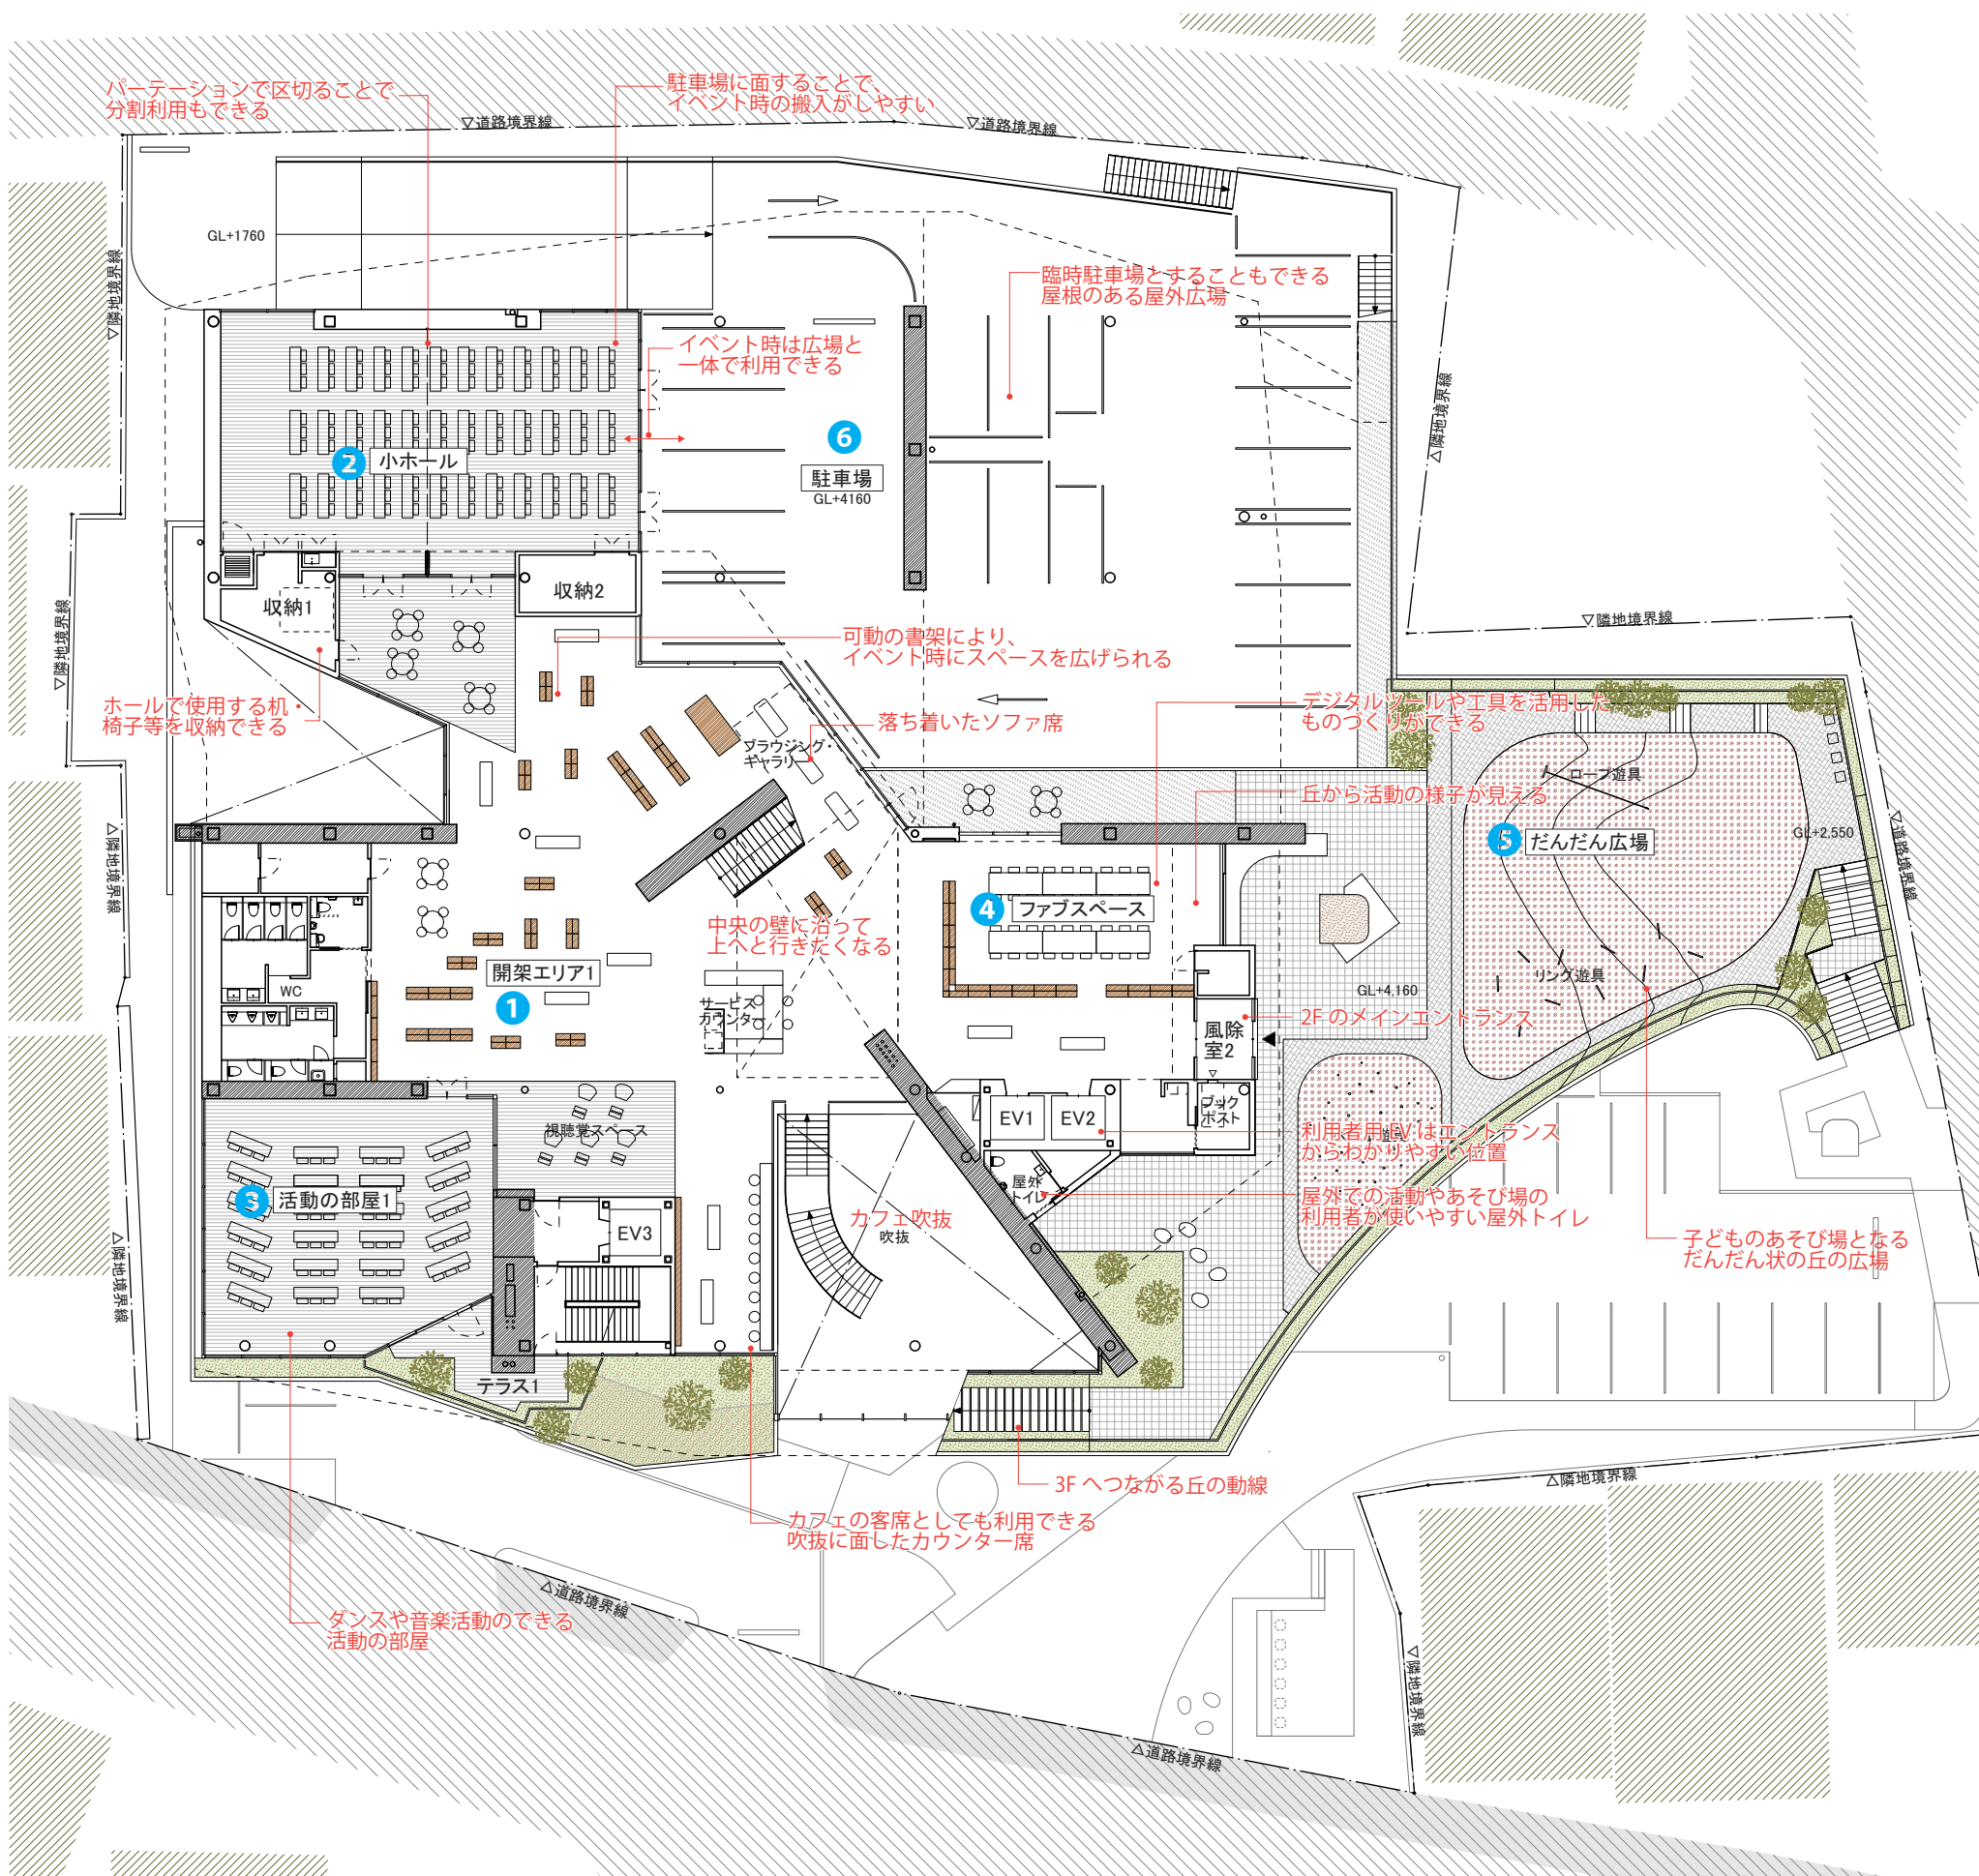 パーテーションで区切ることで
分割利用もできる
駐車場に面することで、
イベント時の搬入がしやすい
▽道路境界線
▽道路境界線
GL+1760
▽隣地境界線
臨時駐車場とすることもできる
屋根のある屋外広場
イベント時は広場と
一体で利用できる
△隣地境界線
6
駐車場
GL+4160
2
小ホール
収納1
収納2
▽隣地境界線
▽隣地境界線
可動の書架により、
イベント時にスペースを広げられる
ホールで使用する机・
椅子等を収納できる
落ち着いたソファ席
デジタルツールや工具を活用した
ものづくりができる
ブラウジング・
ギャラリー
ロープ遊具
丘から活動の様子が見える
5
だんだん広場
GL+2,550
▽道路境界線
△隣地境界線
4
ファブスペース
中央の壁に沿って
上へと行きたくなる
開架エリア1
1
WC
サービス
カウンター
リング遊具
GL+4,160
2Fのメインエントランス
風除
室2
EV1
EV2
ブック
ポスト
利用者用EVはエントランス
からわかりやすい位置
視聴覚スペース
3
活動の部屋1
屋外
トイレ
屋外での活動やあそび場の
利用者が使いやすい屋外トイレ
カフェ吹抜
吹抜
EV3
子どものあそび場となる
だんだん状の丘の広場
△隣地境界線
テラス1
3Fへつながる丘の動線
△隣地境界線
カフェの客席としても利用できる
吹抜に面したカウンター席
△道路境界線
ダンスや音楽活動のできる
活動の部屋
▽隣地境界線
△道路境界線